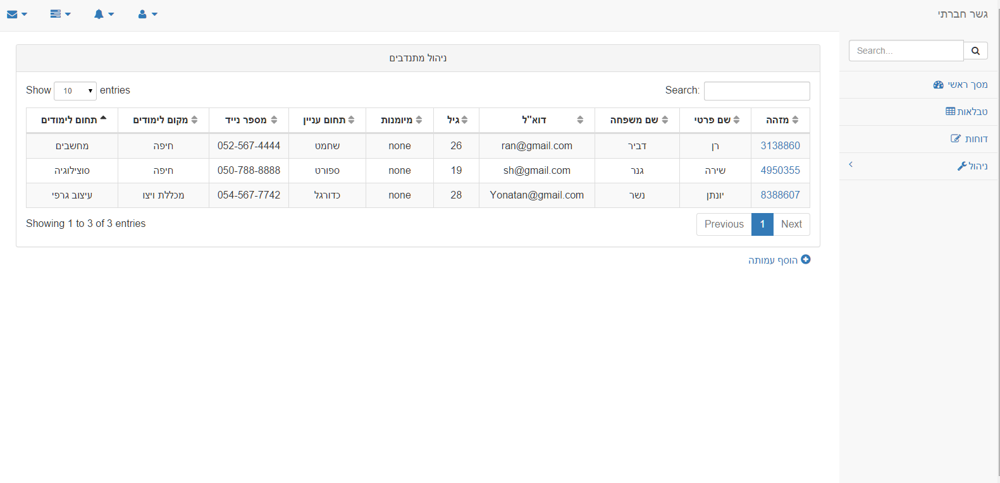 גשר חברתי
Search...
מסך ראשי
טבלאות
דוחות
ניהול
ניהול מתנדבים
Show 10 entries Search:
מזהה שם פרטי שם משפחה דוא"ל גיל מיומנות תחום עניין מספר נייד מקום לימודים תחום לימודים
3138860 רן דביר ran@gmail.com 26 none שחמט 052-567-4444 חיפה מחשבים
4950355 שירה גנר sh@gmail.com 19 none ספורט 050-788-8888 חיפה סוצילוגיה
8388607 יונתן נשר Yonatan@gmail.com 28 none כדורגל 054-567-7742 מכללת ויצו עיצוב גרפי
Showing 1 to 3 of 3 entries Previous 1 Next
הוסף עמותה